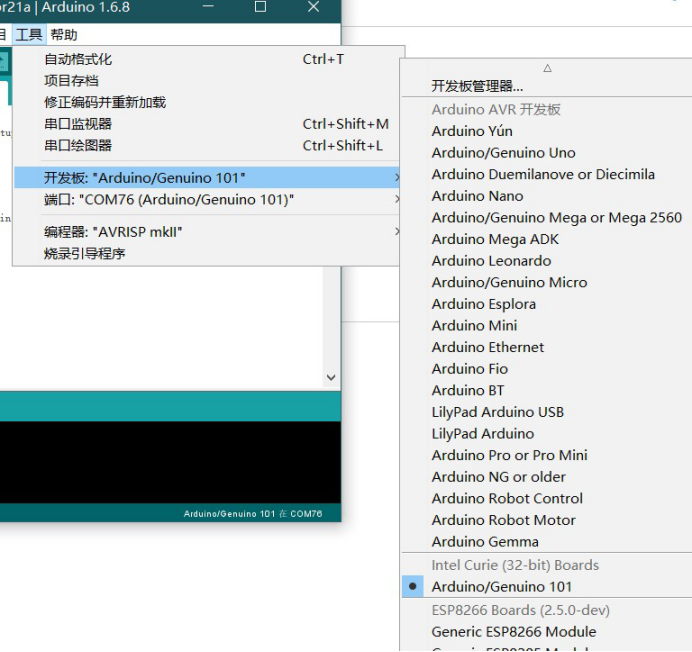 or21a | Arduino 1.6.8
工具 帮助
自动格式化 Ctrl+T
项目存档
修正编码并重新加载
串口监视器 Ctrl+Shift+M
串口绘图器 Ctrl+Shift+L
开发板: "Arduino/Genuino 101"
端口: "COM76 (Arduino/Genuino 101)"
编程器: "AVRISP mkII"
烧录引导程序
Arduino/Genuino 101 在 COM76
开发板管理器...
Arduino AVR 开发板
Arduino Yún
Arduino/Genuino Uno
Arduino Duemilanove or Diecimila
Arduino Nano
Arduino/Genuino Mega or Mega 2560
Arduino Mega ADK
Arduino Leonardo
Arduino/Genuino Micro
Arduino Esplora
Arduino Mini
Arduino Ethernet
Arduino Fio
Arduino BT
LilyPad Arduino USB
LilyPad Arduino
Arduino Pro or Pro Mini
Arduino NG or older
Arduino Robot Control
Arduino Robot Motor
Arduino Gemma
Intel Curie (32-bit) Boards
Arduino/Genuino 101
ESP8266 Boards (2.5.0-dev)
Generic ESP8266 Module